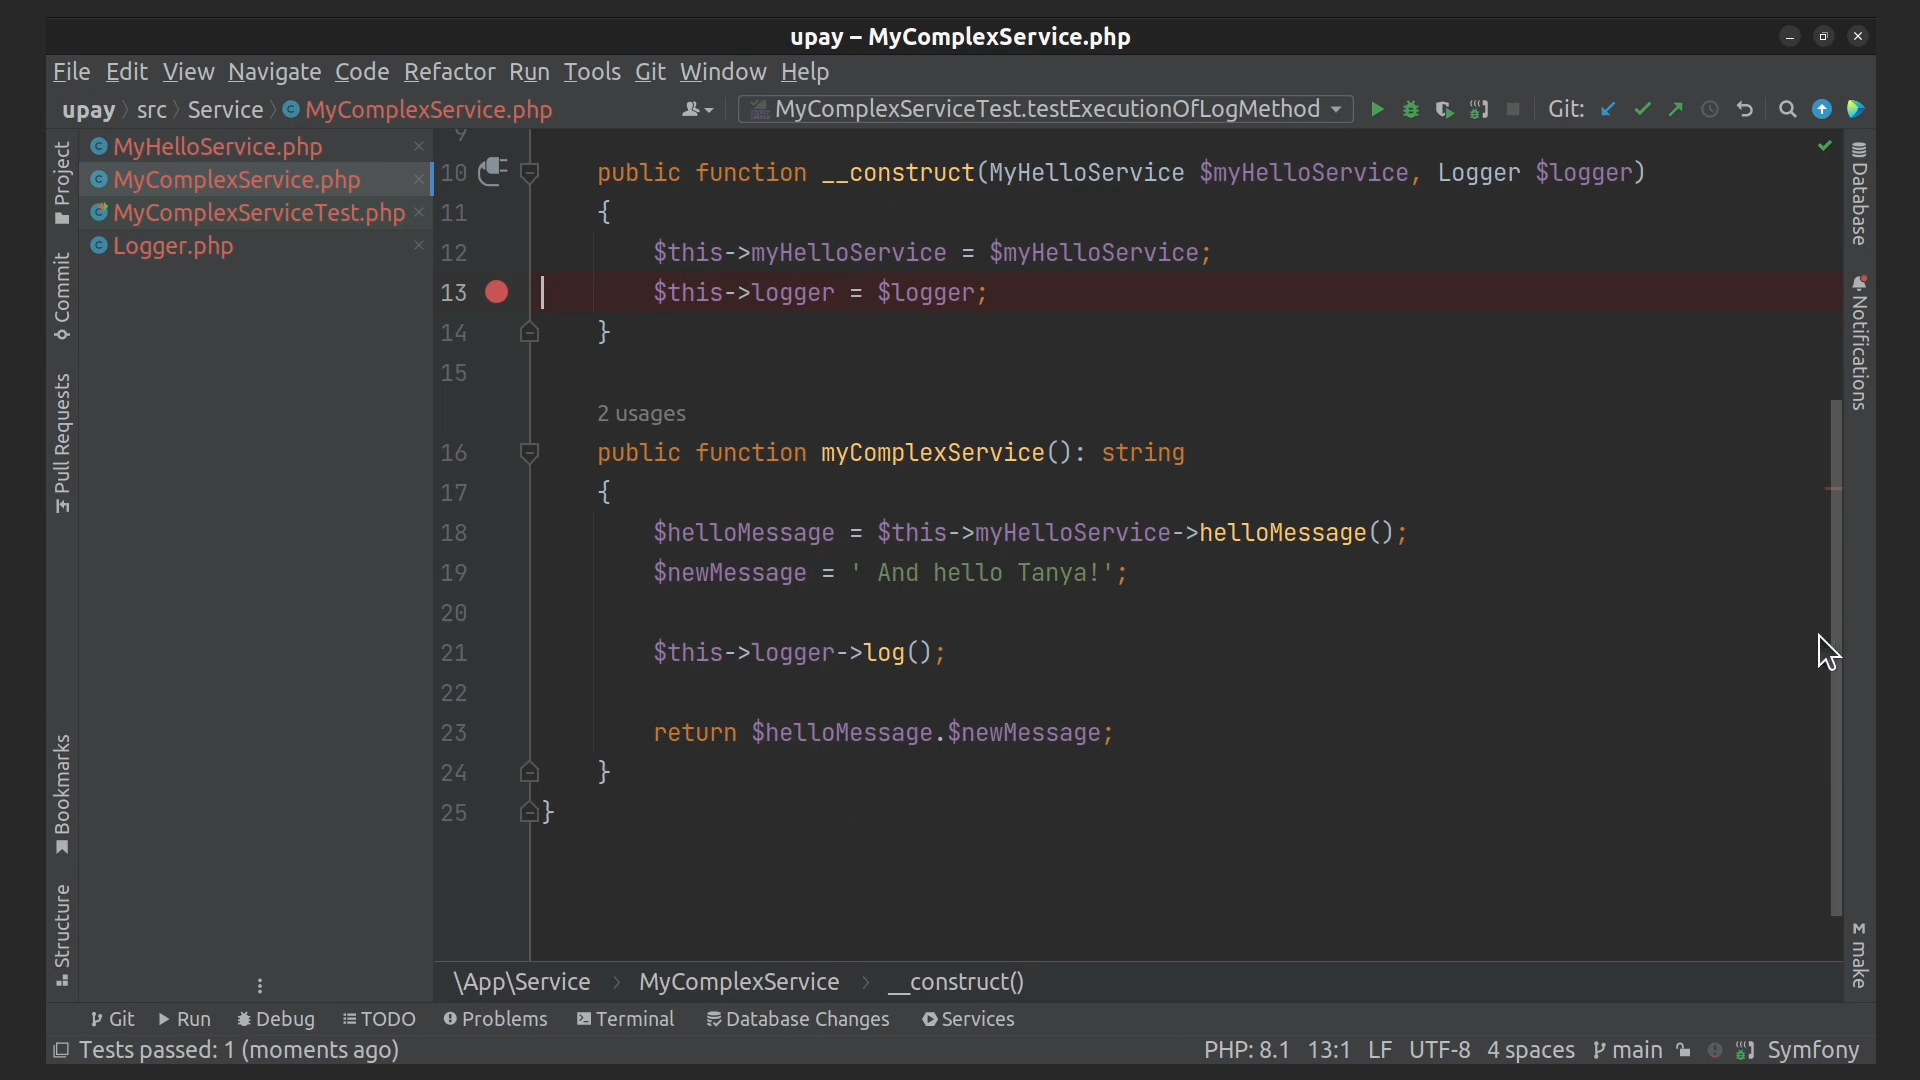 upay – MyComplexService.php
File Edit View Navigate Code Refactor Run Tools Git Window Help
upay src Service MyComplexService.php MyComplexServiceTest.testExecutionOfLogMethod Git:
Project
Commit
Pull Requests
Bookmarks
Structure
MyHelloService.php
MyComplexService.php
MyComplexServiceTest.php
Logger.php
9
10 public function __construct(MyHelloService $myHelloService, Logger $logger)
11 {
12 $this->myHelloService = $myHelloService;
13 $this->logger = $logger;
14 }
15
2 usages
16 public function myComplexService(): string
17 {
18 $helloMessage = $this->myHelloService->helloMessage();
19 $newMessage = ' And hello Tanya!';
20
21 $this->logger->log();
22
23 return $helloMessage.$newMessage;
24 }
25 }
Database
Notifications
make
\App\Service MyComplexService __construct()
Git Run Debug TODO Problems Terminal Database Changes Services
Tests passed: 1 (moments ago) PHP: 8.1 13:1 LF UTF-8 4 spaces main Symfony